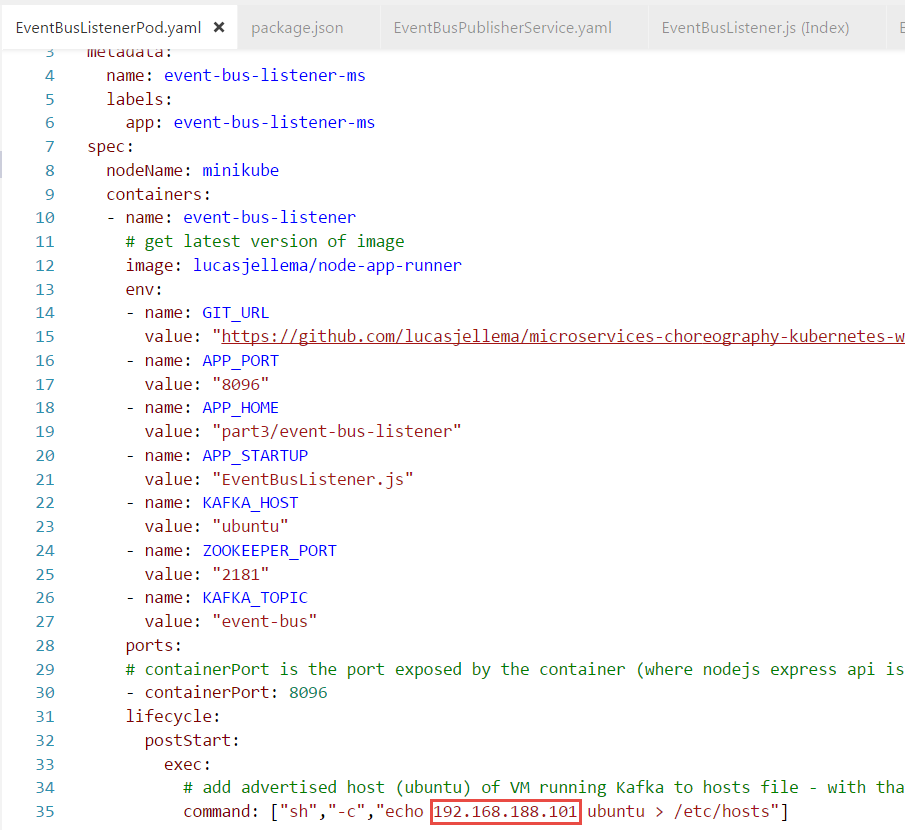 EventBusListenerPod.yaml × package.json EventBusPublisherService.yaml EventBusListener.js (Index) E
3 metadata:
4 name: event-bus-listener-ms
5 labels:
6 app: event-bus-listener-ms
7 spec:
8 nodeName: minikube
9 containers:
10 - name: event-bus-listener
11 # get latest version of image
12 image: lucasjellema/node-app-runner
13 env:
14 - name: GIT_URL
15 value: "https://github.com/lucasjellema/microservices-choreography-kubernetes-w
16 - name: APP_PORT
17 value: "8096"
18 - name: APP_HOME
19 value: "part3/event-bus-listener"
20 - name: APP_STARTUP
21 value: "EventBusListener.js"
22 - name: KAFKA_HOST
23 value: "ubuntu"
24 - name: ZOOKEEPER_PORT
25 value: "2181"
26 - name: KAFKA_TOPIC
27 value: "event-bus"
28 ports:
29 # containerPort is the port exposed by the container (where nodejs express api is
30 - containerPort: 8096
31 lifecycle:
32 postStart:
33 exec:
34 # add advertised host (ubuntu) of VM running Kafka to hosts file - with tha
35 command: ["sh","-c","echo 192.168.188.101 ubuntu > /etc/hosts"]